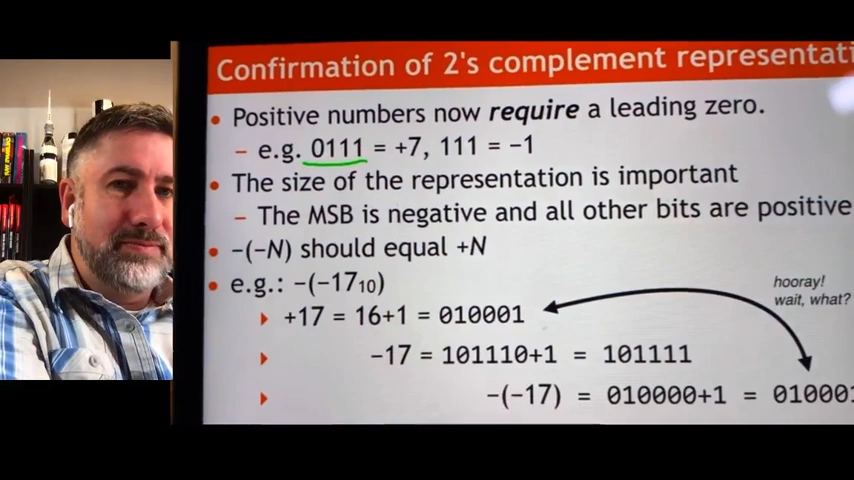 Confirmation of 2's complement representati
• Positive numbers now require a leading zero.
– e.g. 0111 = +7, 111 = −1
• The size of the representation is important
– The MSB is negative and all other bits are positive
• −(−N) should equal +N
• e.g.: −(−17₁₀)
hooray!
wait, what?
+17 = 16+1 = 010001
−17 = 101110+1 = 101111
−(−17) = 010000+1 = 010001